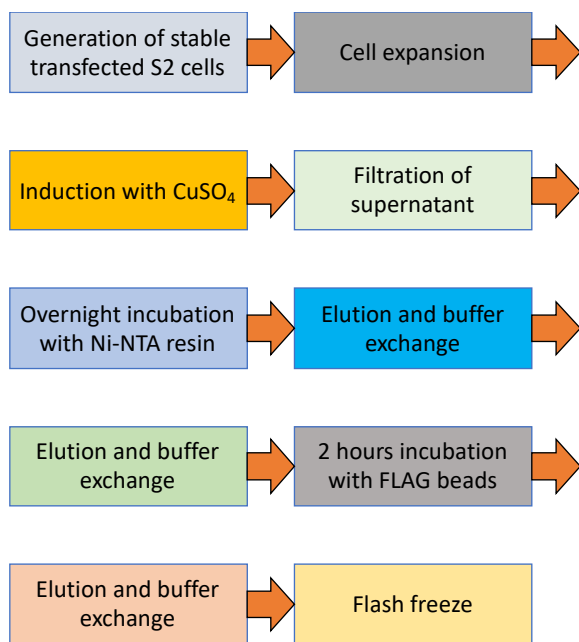 Generation of stable
transfected S2 cells
Cell expansion
Induction with CuSO₄
Filtration of
supernatant
Overnight incubation
with Ni-NTA resin
Elution and buffer
exchange
Elution and buffer
exchange
2 hours incubation
with FLAG beads
Elution and buffer
exchange
Flash freeze